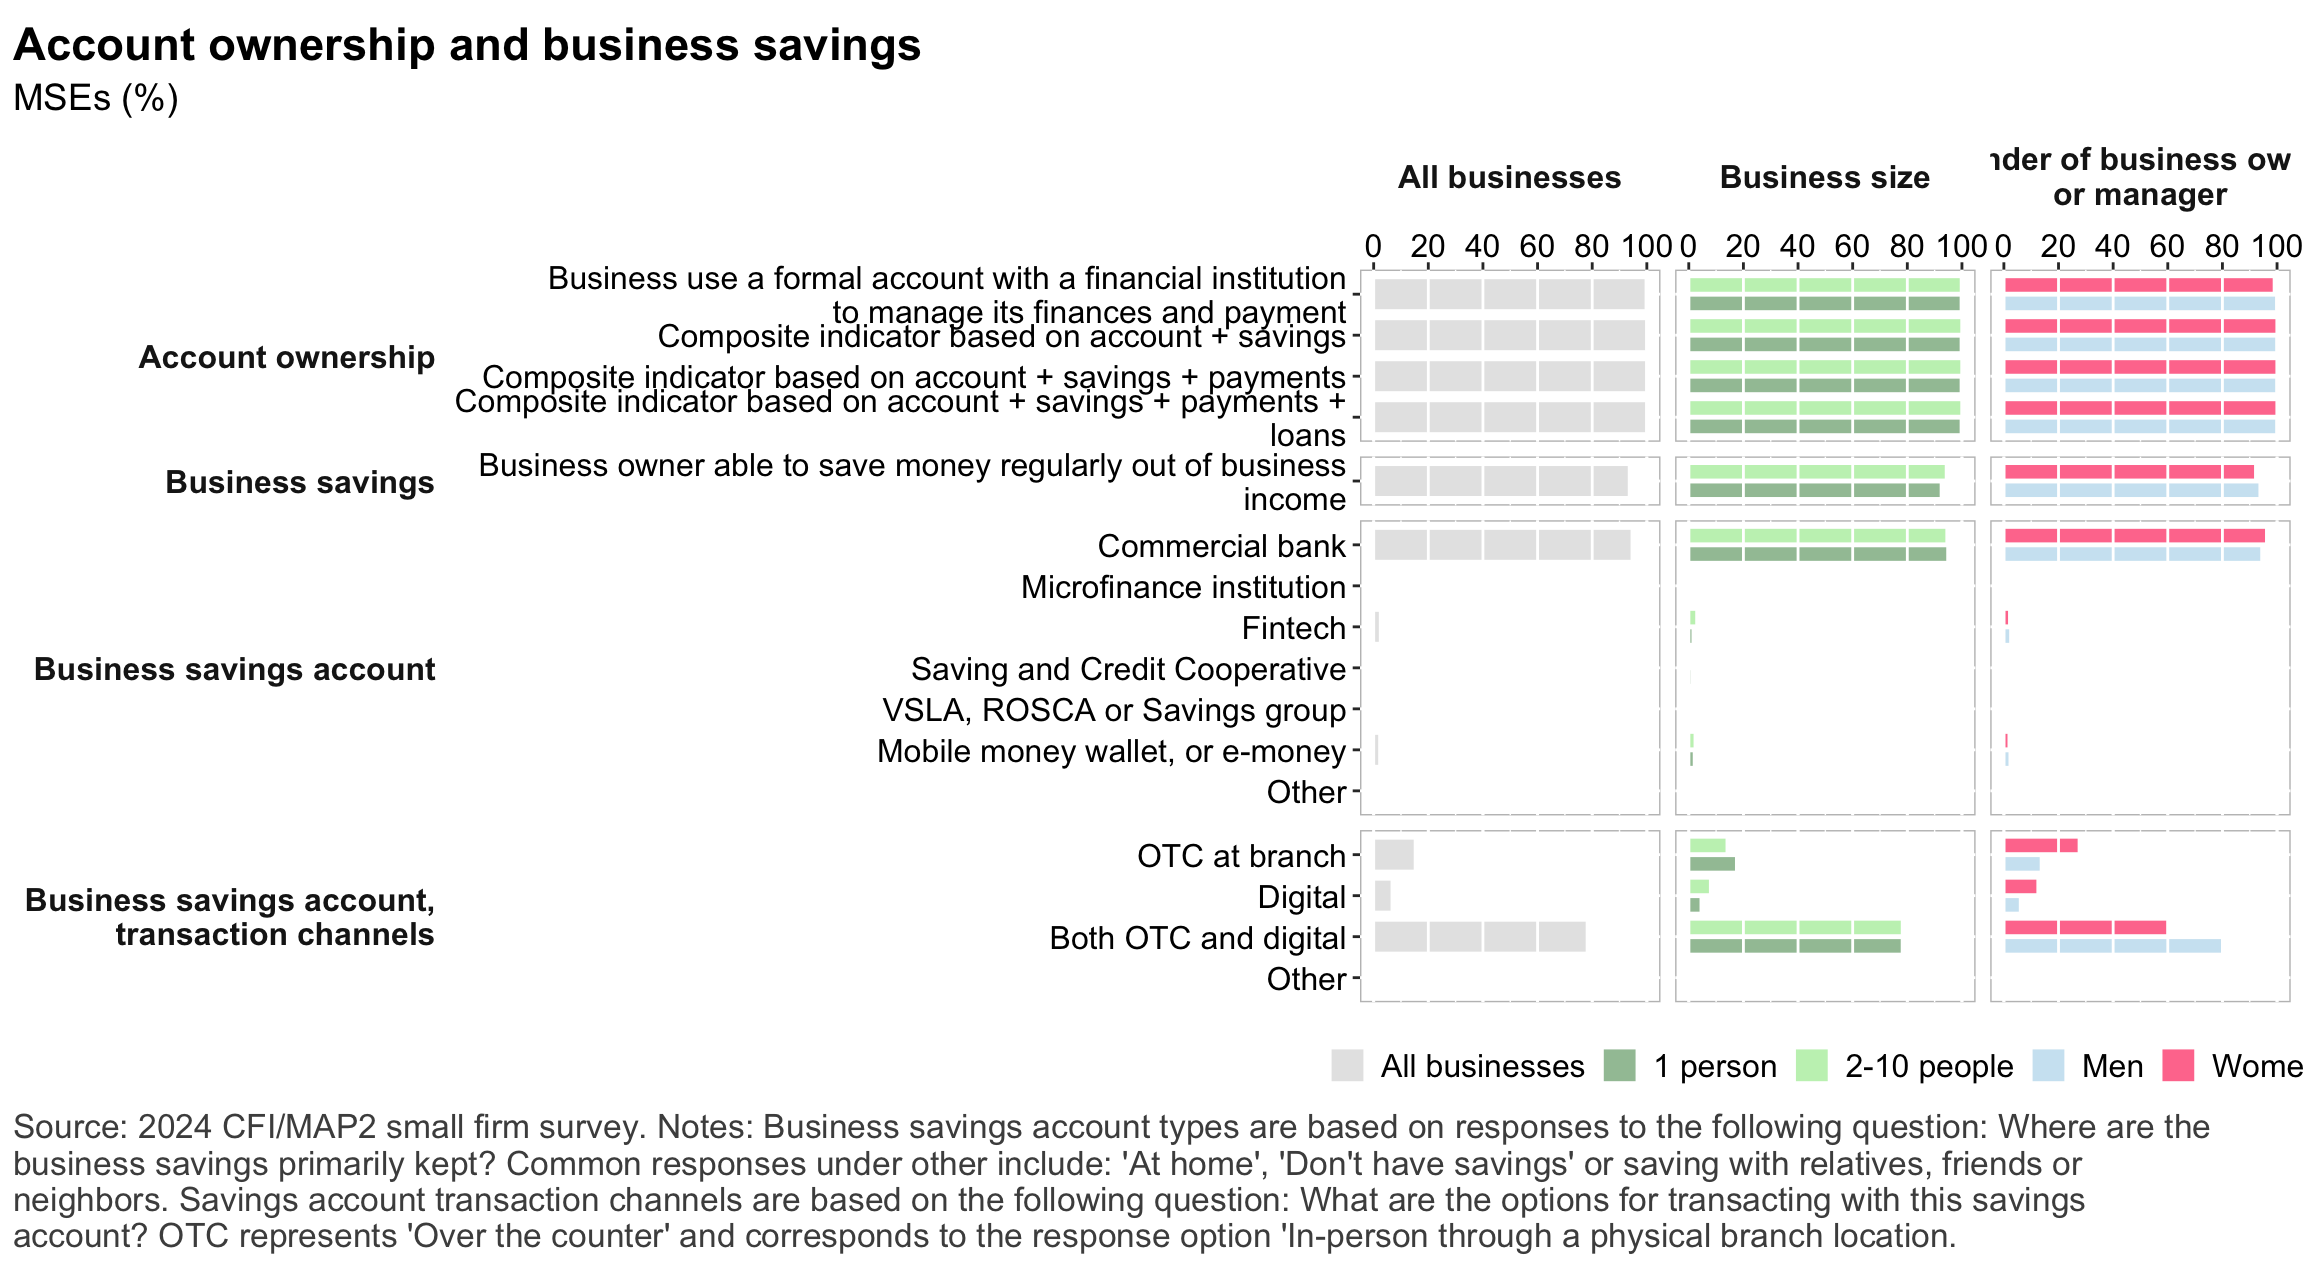 Account ownership and business savings
MSEs (%)
All businesses
Business size
nder of business ow
or manager
0 20 40 60 80 100 0 20 40 60 80 100 0 20 40 60 80 100
Account ownership
Business use a formal account with a financial institution
to manage its finances and payment
Composite indicator based on account + savings
Composite indicator based on account + savings + payments
Composite indicator based on account + savings + payments +
loans
Business savings
Business owner able to save money regularly out of business
income
Business savings account
Commercial bank
Microfinance institution
Fintech
Saving and Credit Cooperative
VSLA, ROSCA or Savings group
Mobile money wallet, or e-money
Other
Business savings account,
transaction channels
OTC at branch
Digital
Both OTC and digital
Other
All businesses 1 person 2-10 people Men Wome
Source: 2024 CFI/MAP2 small firm survey. Notes: Business savings account types are based on responses to the following question: Where are the
business savings primarily kept? Common responses under other include: 'At home', 'Don't have savings' or saving with relatives, friends or
neighbors. Savings account transaction channels are based on the following question: What are the options for transacting with this savings
account? OTC represents 'Over the counter' and corresponds to the response option 'In-person through a physical branch location.